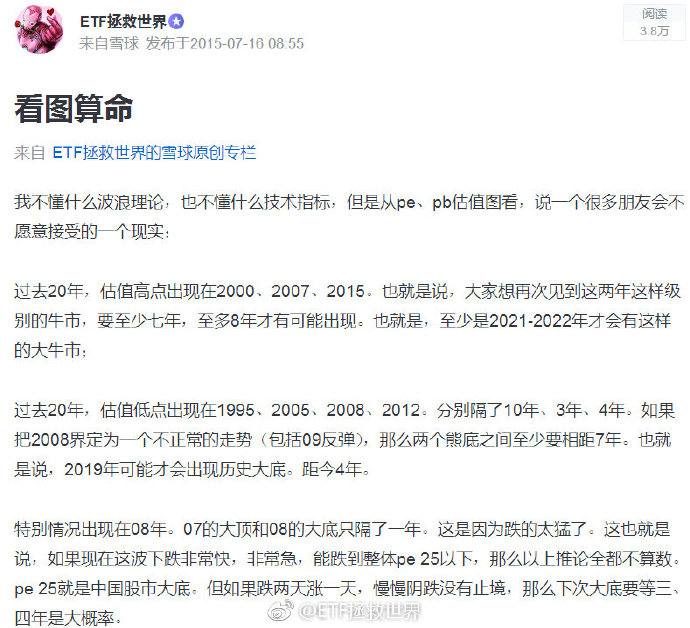 ETF拯救世界
来自雪球 发布于2015-07-16 08:55
阅读
3.8万
看图算命
来自 ETF拯救世界的雪球原创专栏
我不懂什么波浪理论，也不懂什么技术指标，但是从pe、pb估值图看，说一个很多朋友会不
愿意接受的一个现实；
过去20年，估值高点出现在2000、2007、2015。也就是说，大家想再次见到这两年这样级
别的牛市，要至少七年，至多8年才有可能出现。也就是，至少是2021-2022年才会有这样
的大牛市；
过去20年，估值低点出现在1995、2005、2008、2012。分别隔了10年、3年、4年。如果
把2008界定为一个不正常的走势（包括09反弹），那么两个熊底之间至少要相距7年。也就
是说，2019年可能才会出现历史大底。距今4年。
特别情况出现在08年。07的大顶和08的大底只隔了一年。这是因为跌的太猛了。这也就是
说，如果现在这波下跌非常快，非常急，能跌到整体pe 25以下，那么以上推论全都不算数。
pe 25就是中国股市大底。但如果跌两天涨一天，慢慢阴跌没有止境，那么下次大底要等三、
四年是大概率。
@ETF拯救世界